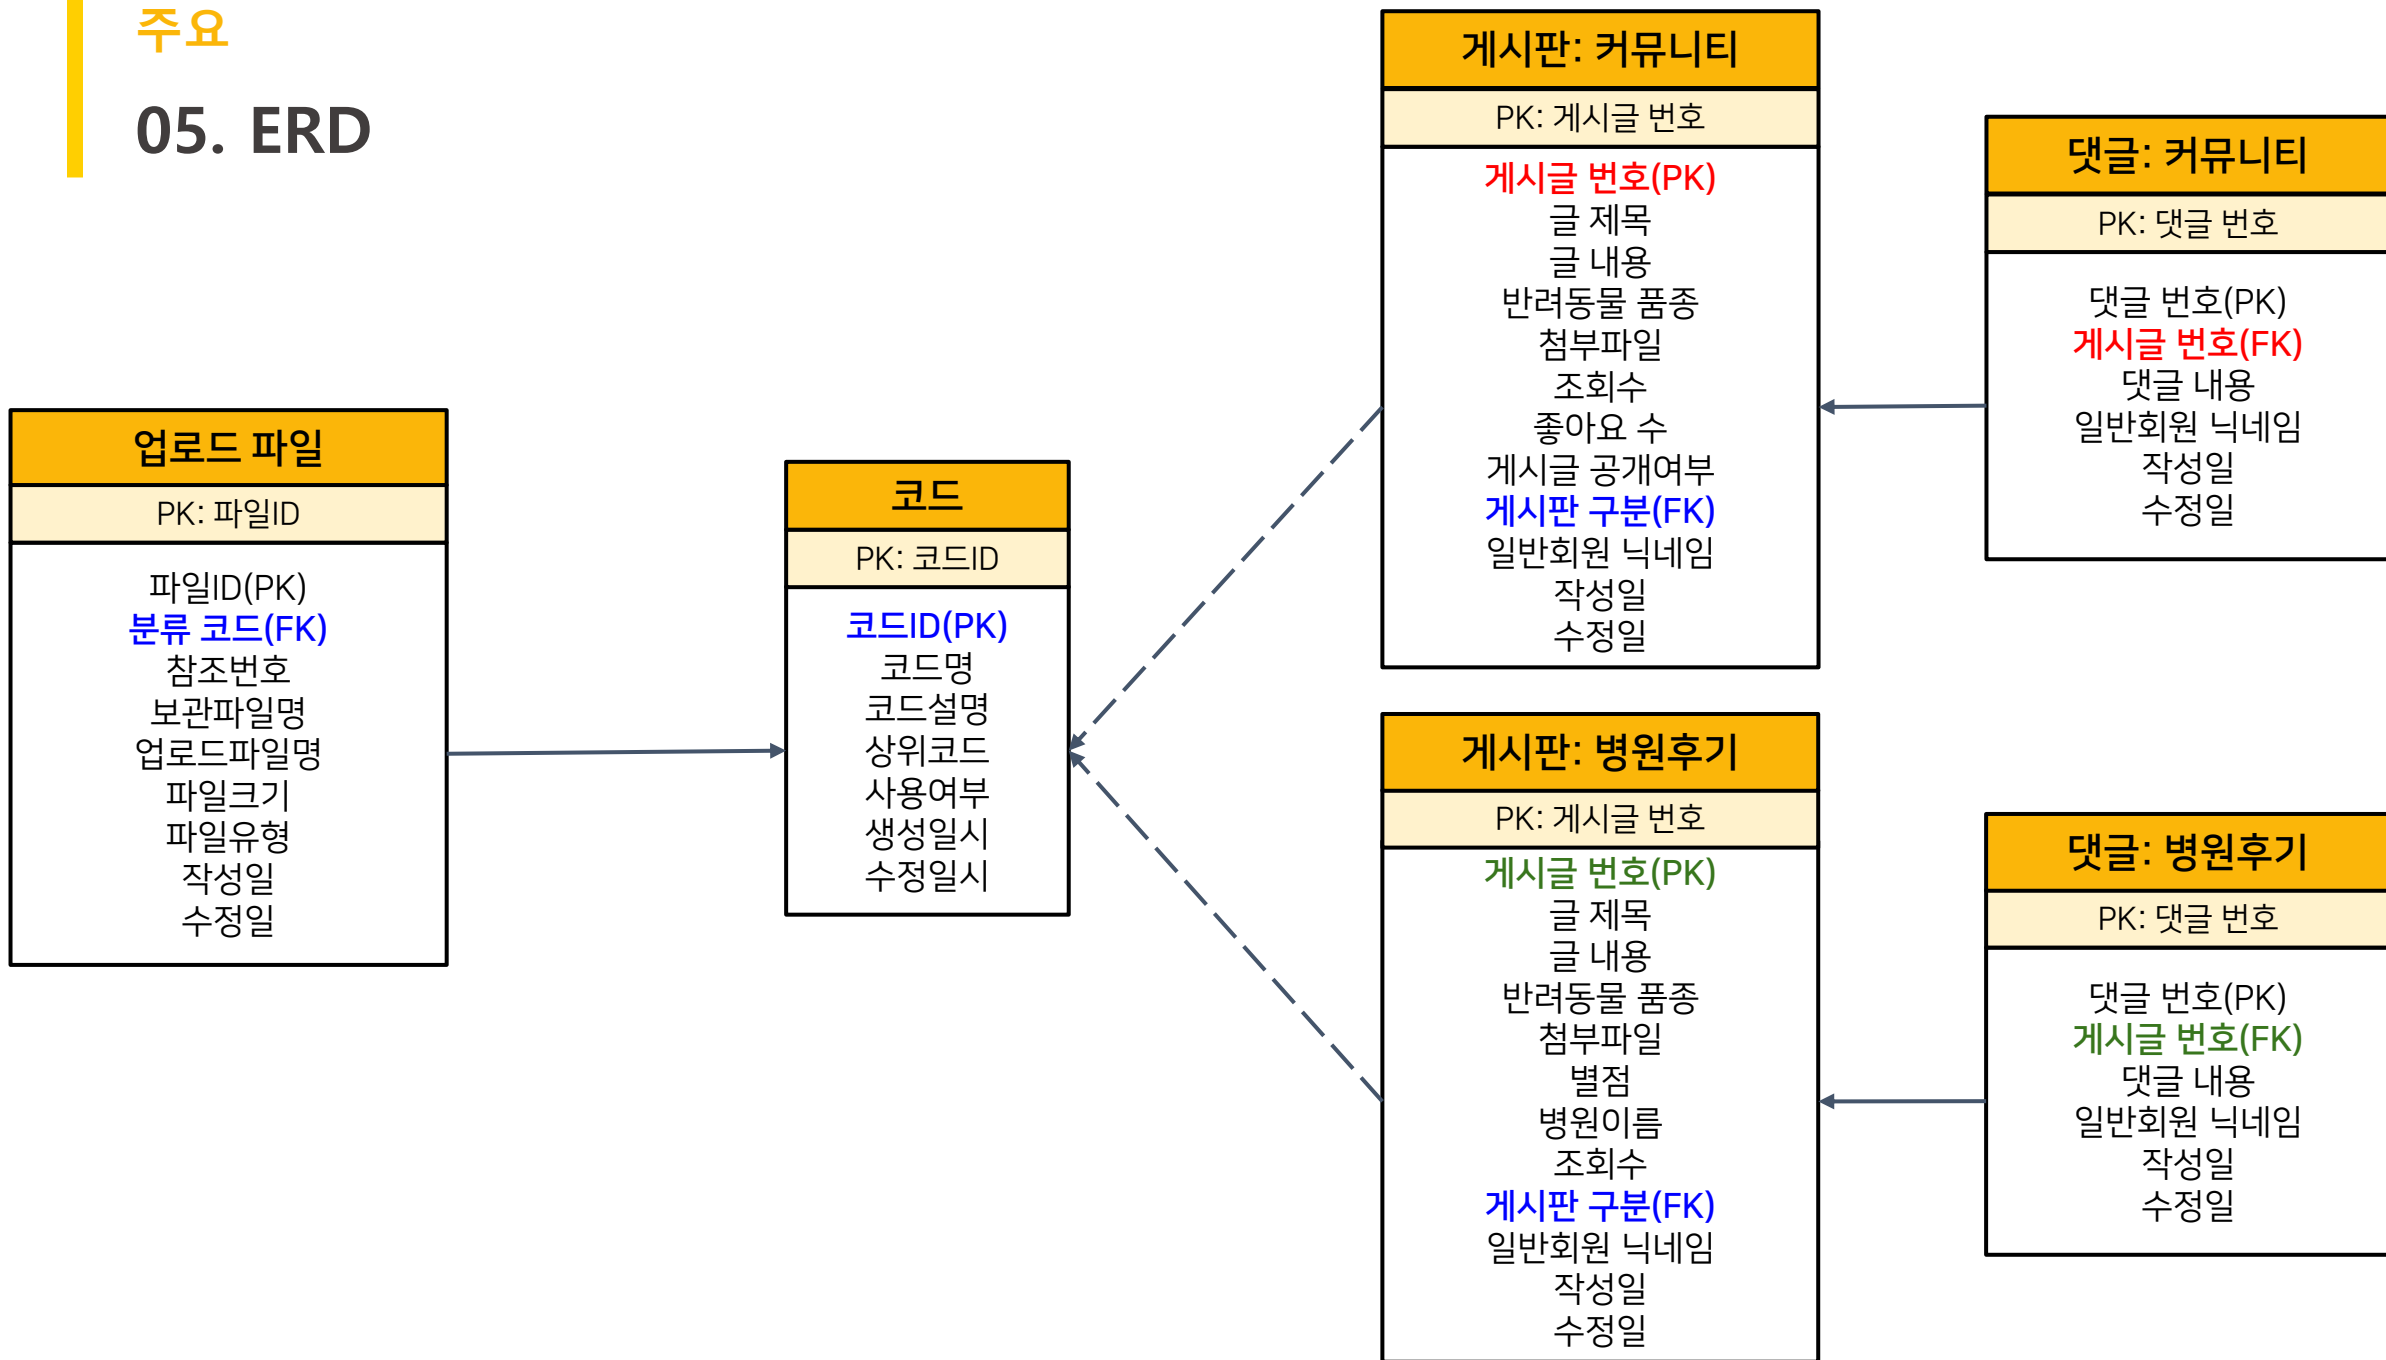 주요
05. ERD
업로드 파일
PK: 파일ID
파일ID(PK)
분류 코드(FK)
참조번호
보관파일명
업로드파일명
파일크기
파일유형
작성일
수정일
코드
PK: 코드ID
코드ID(PK)
코드명
코드설명
상위코드
사용여부
생성일시
수정일시
게시판: 커뮤니티
PK: 게시글 번호
게시글 번호(PK)
글 제목
글 내용
반려동물 품종
첨부파일
조회수
좋아요 수
게시글 공개여부
게시판 구분(FK)
일반회원 닉네임
작성일
수정일
댓글: 커뮤니티
PK: 댓글 번호
댓글 번호(PK)
게시글 번호(FK)
댓글 내용
일반회원 닉네임
작성일
수정일
게시판: 병원후기
PK: 게시글 번호
게시글 번호(PK)
글 제목
글 내용
반려동물 품종
첨부파일
별점
병원이름
조회수
게시판 구분(FK)
일반회원 닉네임
작성일
수정일
댓글: 병원후기
PK: 댓글 번호
댓글 번호(PK)
게시글 번호(FK)
댓글 내용
일반회원 닉네임
작성일
수정일